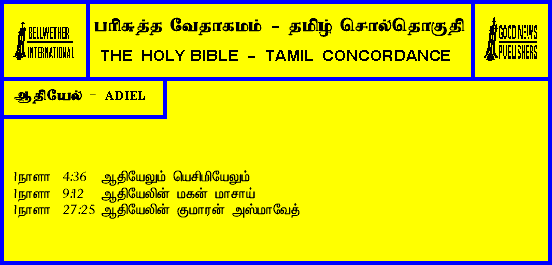 BELLWETHER
INTERNATIONAL
பரிசுத்த வேதாகமம் - தமிழ் சொல்தொகுதி
THE HOLY BIBLE - TAMIL CONCORDANCE
GOOD NEWS
PUBLISHERS
ஆதியேல் - ADIEL
1நாளா 4:36 ஆதியேலும் யெசிமியேலும்
1நாளா 9:12 ஆதியேலின் மகன் மாசாய்
1நாளா 27:25 ஆதியேலின் குமாரன் அஸ்மாவேத்